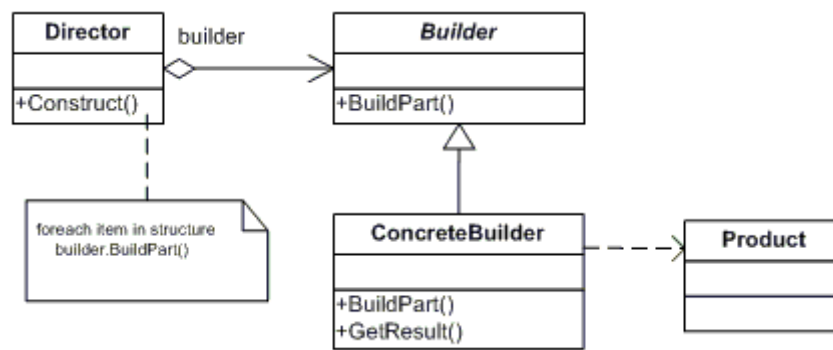 Director
builder
Builder
+Construct()
+BuildPart()
foreach item in structure
builder.BuildPart()
ConcreteBuilder
Product
+BuildPart()
+GetResult()